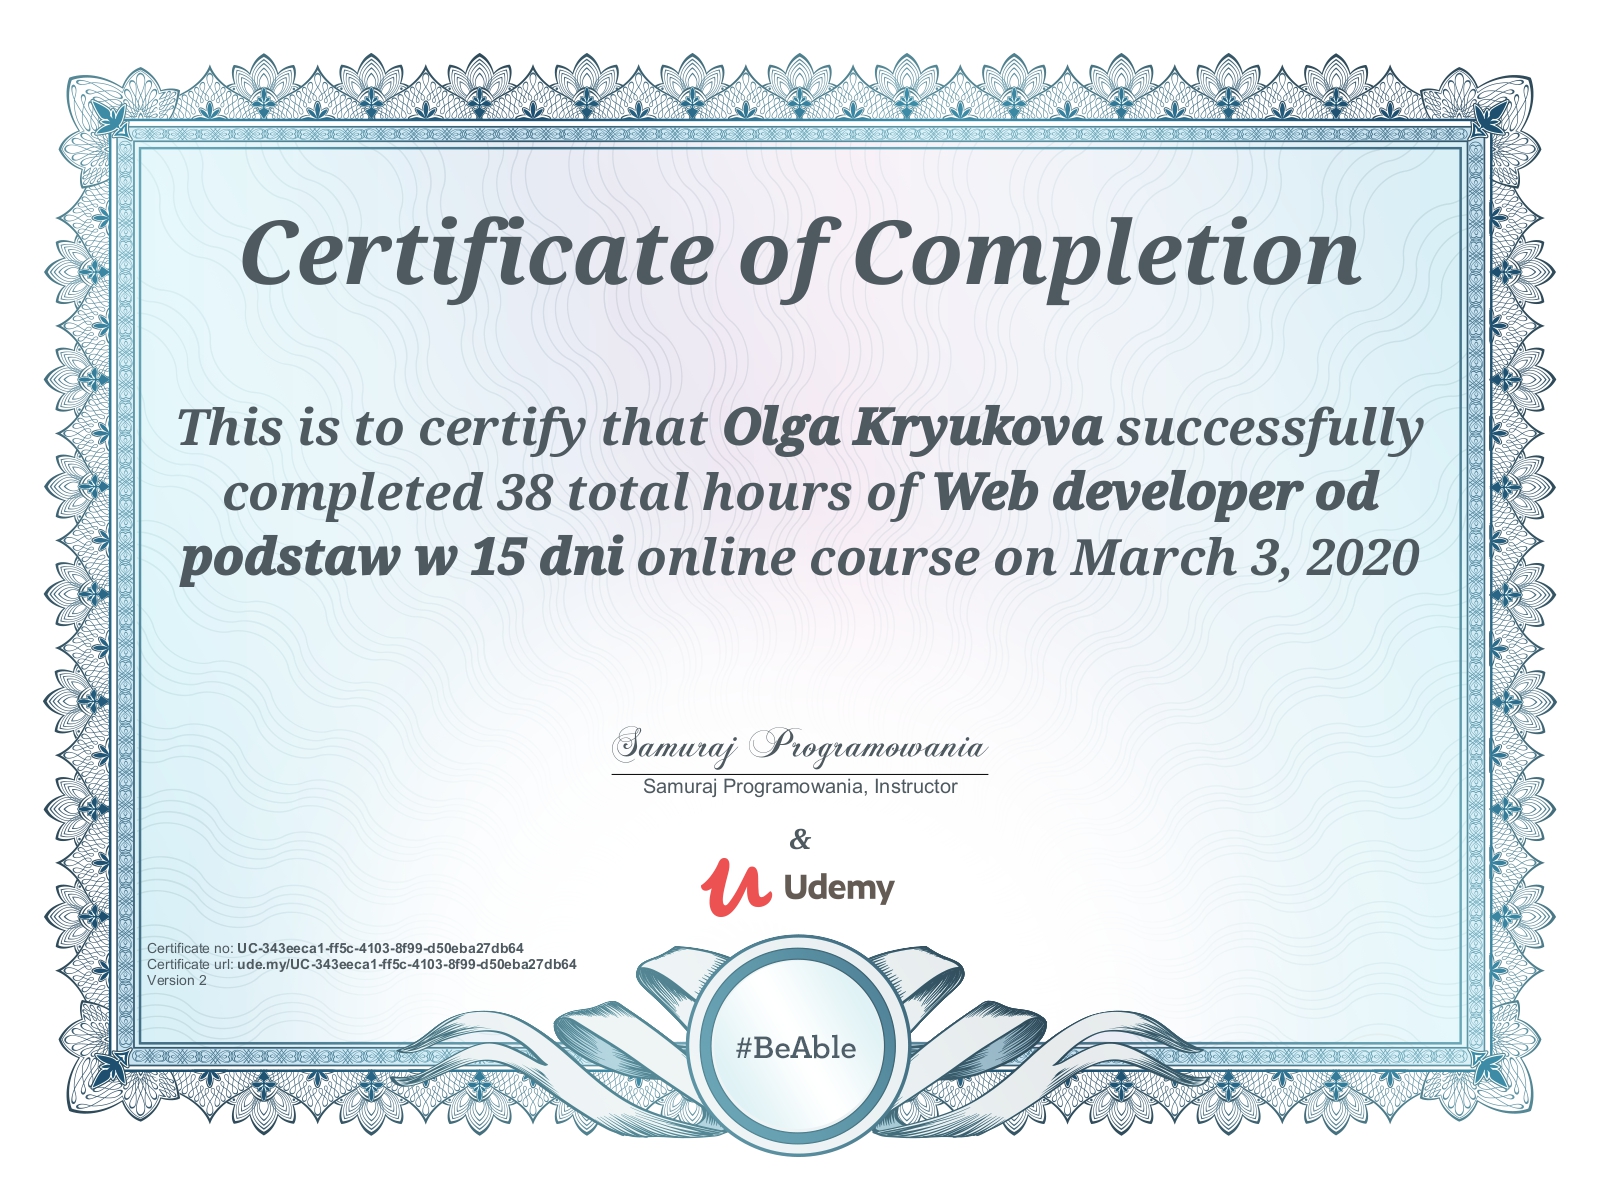 Certificate of Completion
This is to certify that Olga Kryukova successfully
completed 38 total hours of Web developer od
podstaw w 15 dni online course on March 3, 2020
Samuraj Programowania
Samuraj Programowania, Instructor
&
Udemy
Certificate no: UC-343eeca1-ff5c-4103-8f99-d50eba27db64
Certificate url: ude.my/UC-343eeca1-ff5c-4103-8f99-d50eba27db64
Version 2
#BeAble